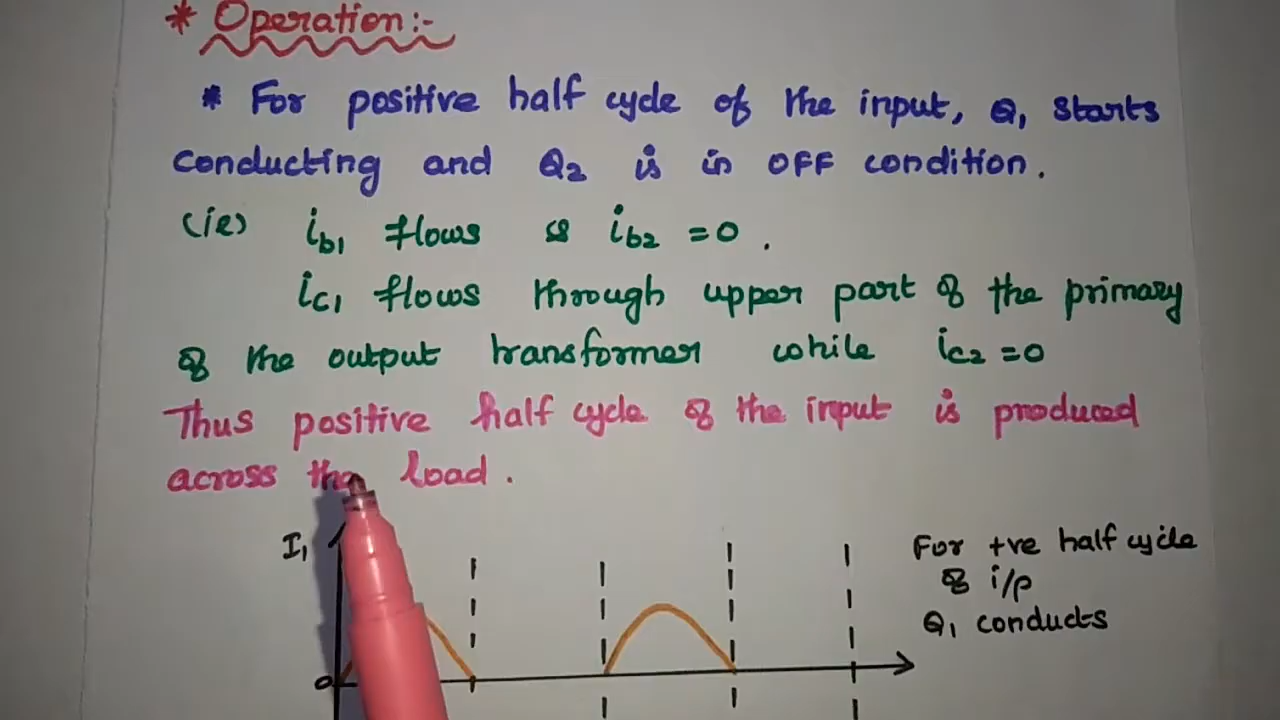 * Operation:-
* For positive half cycle of the input, Q1 starts
conducting and Q2 is in OFF condition.
(ie) ib1 flows & ib2 = 0.
ic1 flows through upper part of the primary
of the output transformer while ic2 = 0
Thus positive half cycle of the input is produced
across the load.
I1
For +ve half cycle
of i/p
Q1 conducts
0